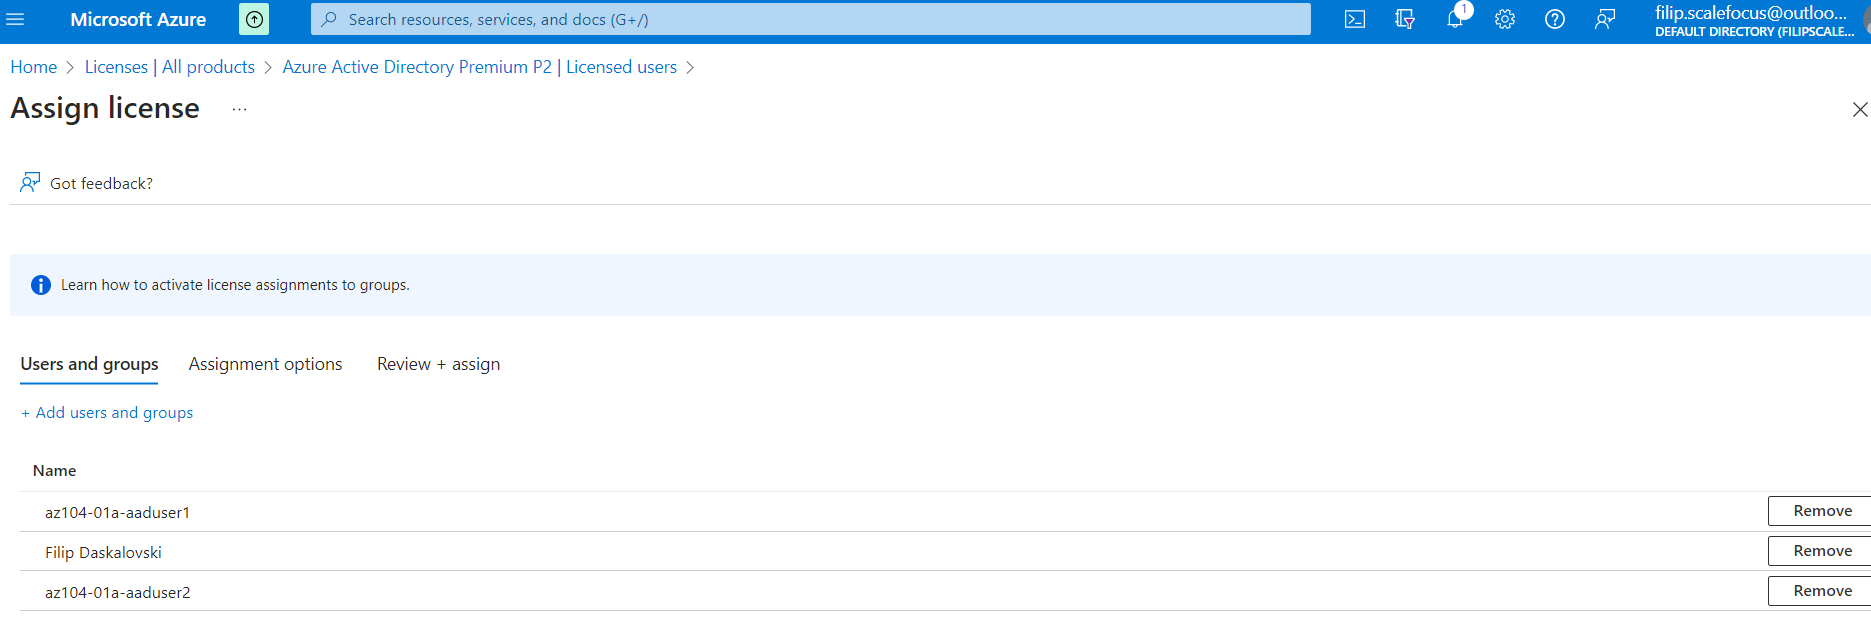 Microsoft Azure
Search resources, services, and docs (G+/)
1
filip.scalefocus@outloo...
DEFAULT DIRECTORY (FILIPSCALE...
Home > Licenses | All products > Azure Active Directory Premium P2 | Licensed users >
Assign license ...
Got feedback?
Learn how to activate license assignments to groups.
Users and groups Assignment options Review + assign
+ Add users and groups
Name
az104-01a-aaduser1 Remove
Filip Daskalovski Remove
az104-01a-aaduser2 Remove